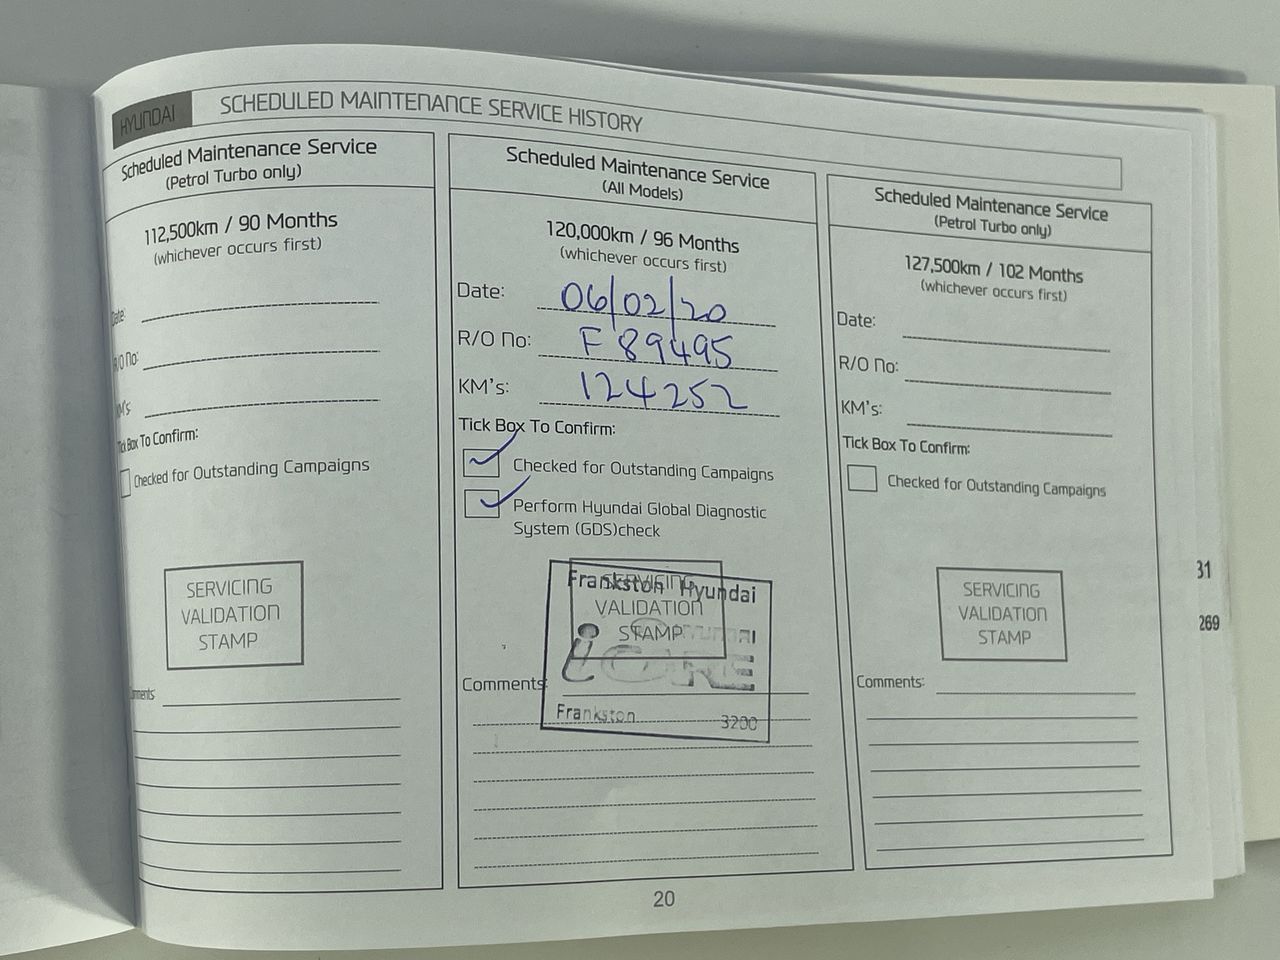 HYUNDAI
SCHEDULED MAINTENANCE SERVICE HISTORY
Scheduled Maintenance Service
(Petrol Turbo only)
112,500km / 90 Months
(whichever occurs first)
Date:
R/O No:
KM's
Tick Box To Confirm:
Checked for Outstanding Campaigns
SERVICING
VALIDATION
STAMP
Comments:
Scheduled Maintenance Service
(All Models)
120,000km / 96 Months
(whichever occurs first)
Date: 06/02/20
R/O No: F 89495
KM's: 124252
Tick Box To Confirm:
Checked for Outstanding Campaigns
Perform Hyundai Global Diagnostic
System (GDS)check
SERVICING
VALIDATION
STAMP
Frankston Hyundai
HYUNDAI
iCARE
Frankston 3200
Comments:
Scheduled Maintenance Service
(Petrol Turbo only)
127,500km / 102 Months
(whichever occurs first)
Date:
R/O No:
KM's:
Tick Box To Confirm:
Checked for Outstanding Campaigns
SERVICING
VALIDATION
STAMP
Comments:
31
269
20